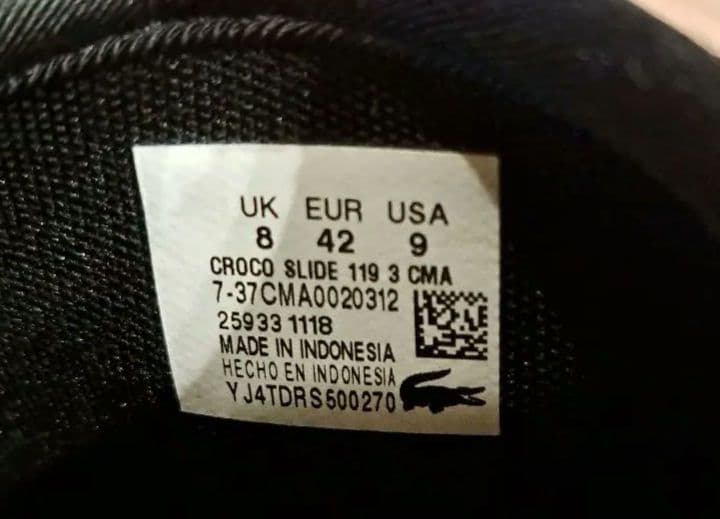 UK EUR USA
8 42 9
CROCO SLIDE 119 3 CMA
7-37CMA0020312
25933 1118
MADE IN INDONESIA
HECHO EN INDONESIA
YJ4TDRS500270